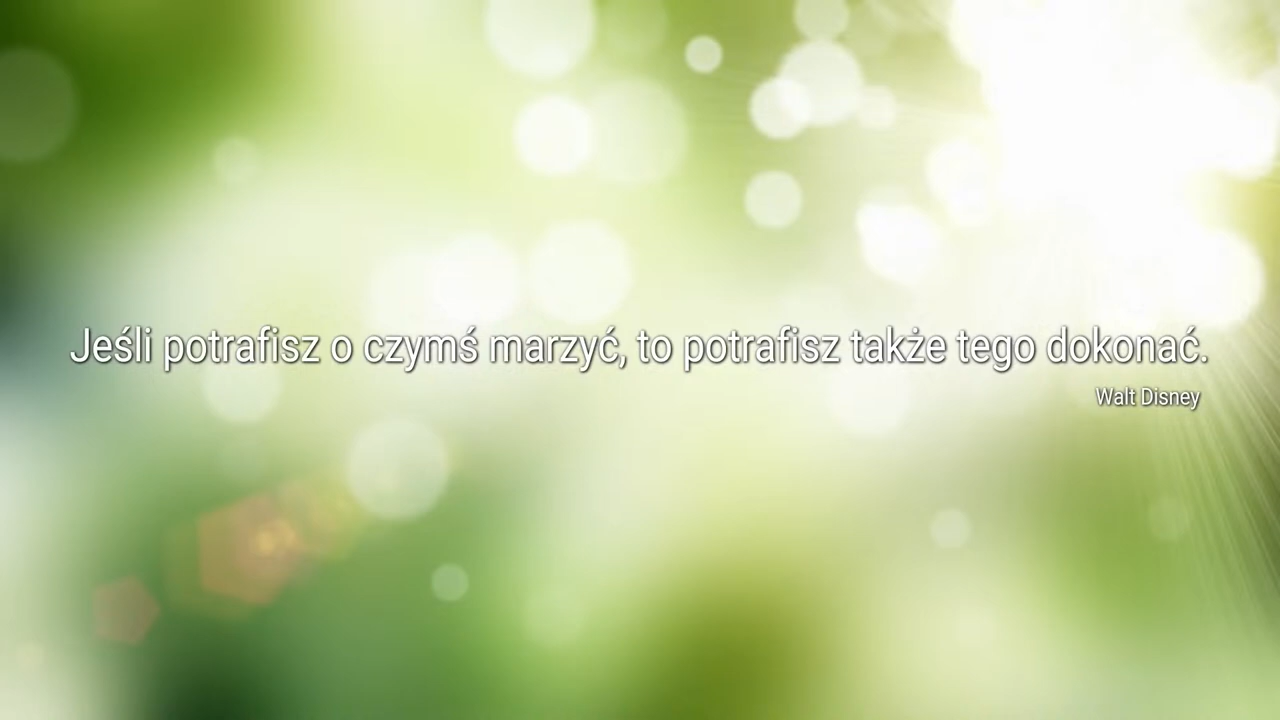 Jeśli potrafisz o czymś marzyć, to potrafisz także tego dokonać.
Walt Disney